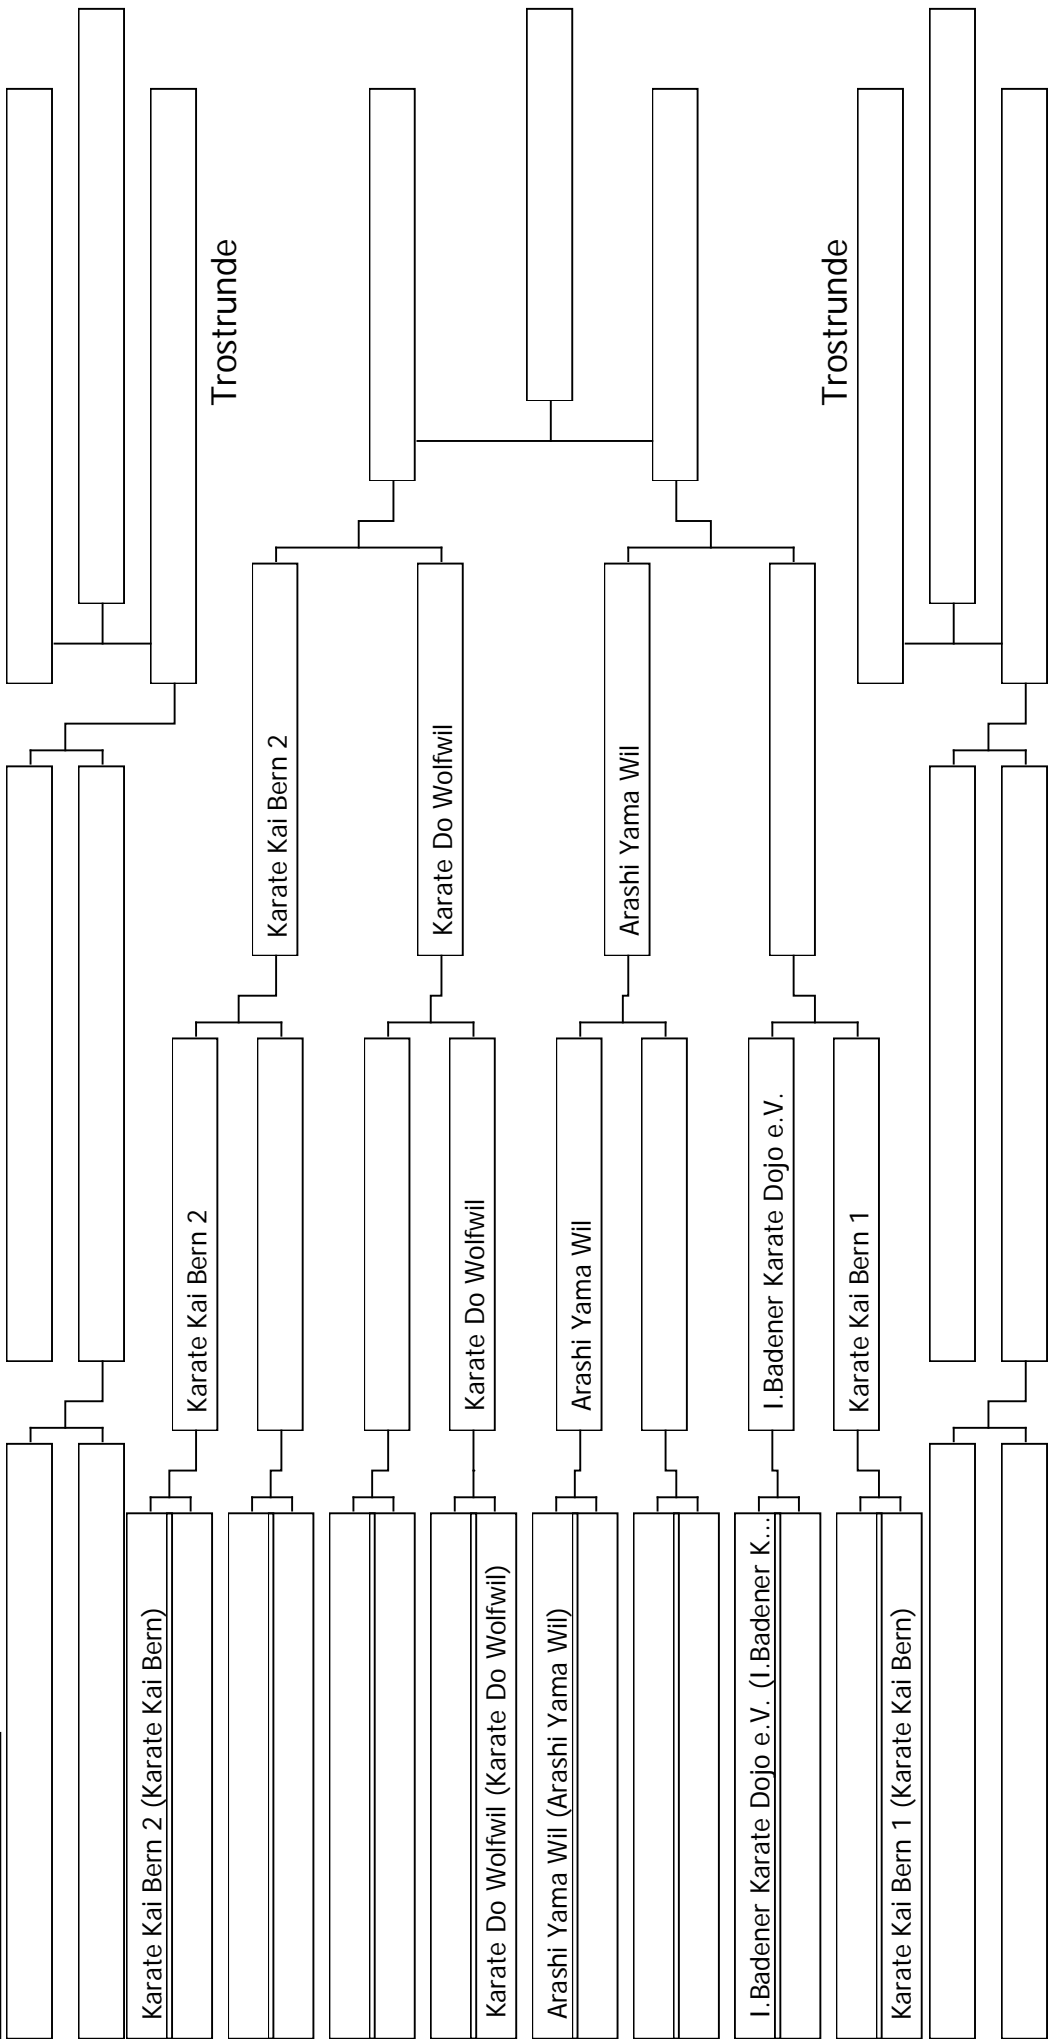 Trostrunde
Karate Kai Bern 2 (Karate Kai Bern)
Karate Kai Bern 2
Karate Kai Bern 2
Karate Do Wolfwil (Karate Do Wolfwil)
Karate Do Wolfwil
Karate Do Wolfwil
Arashi Yama Wil (Arashi Yama Wil)
Arashi Yama Wil
Arashi Yama Wil
I.Badener Karate Dojo e.V. (I.Badener K...
I.Badener Karate Dojo e.V.
Karate Kai Bern 1 (Karate Kai Bern)
Karate Kai Bern 1
Trostrunde